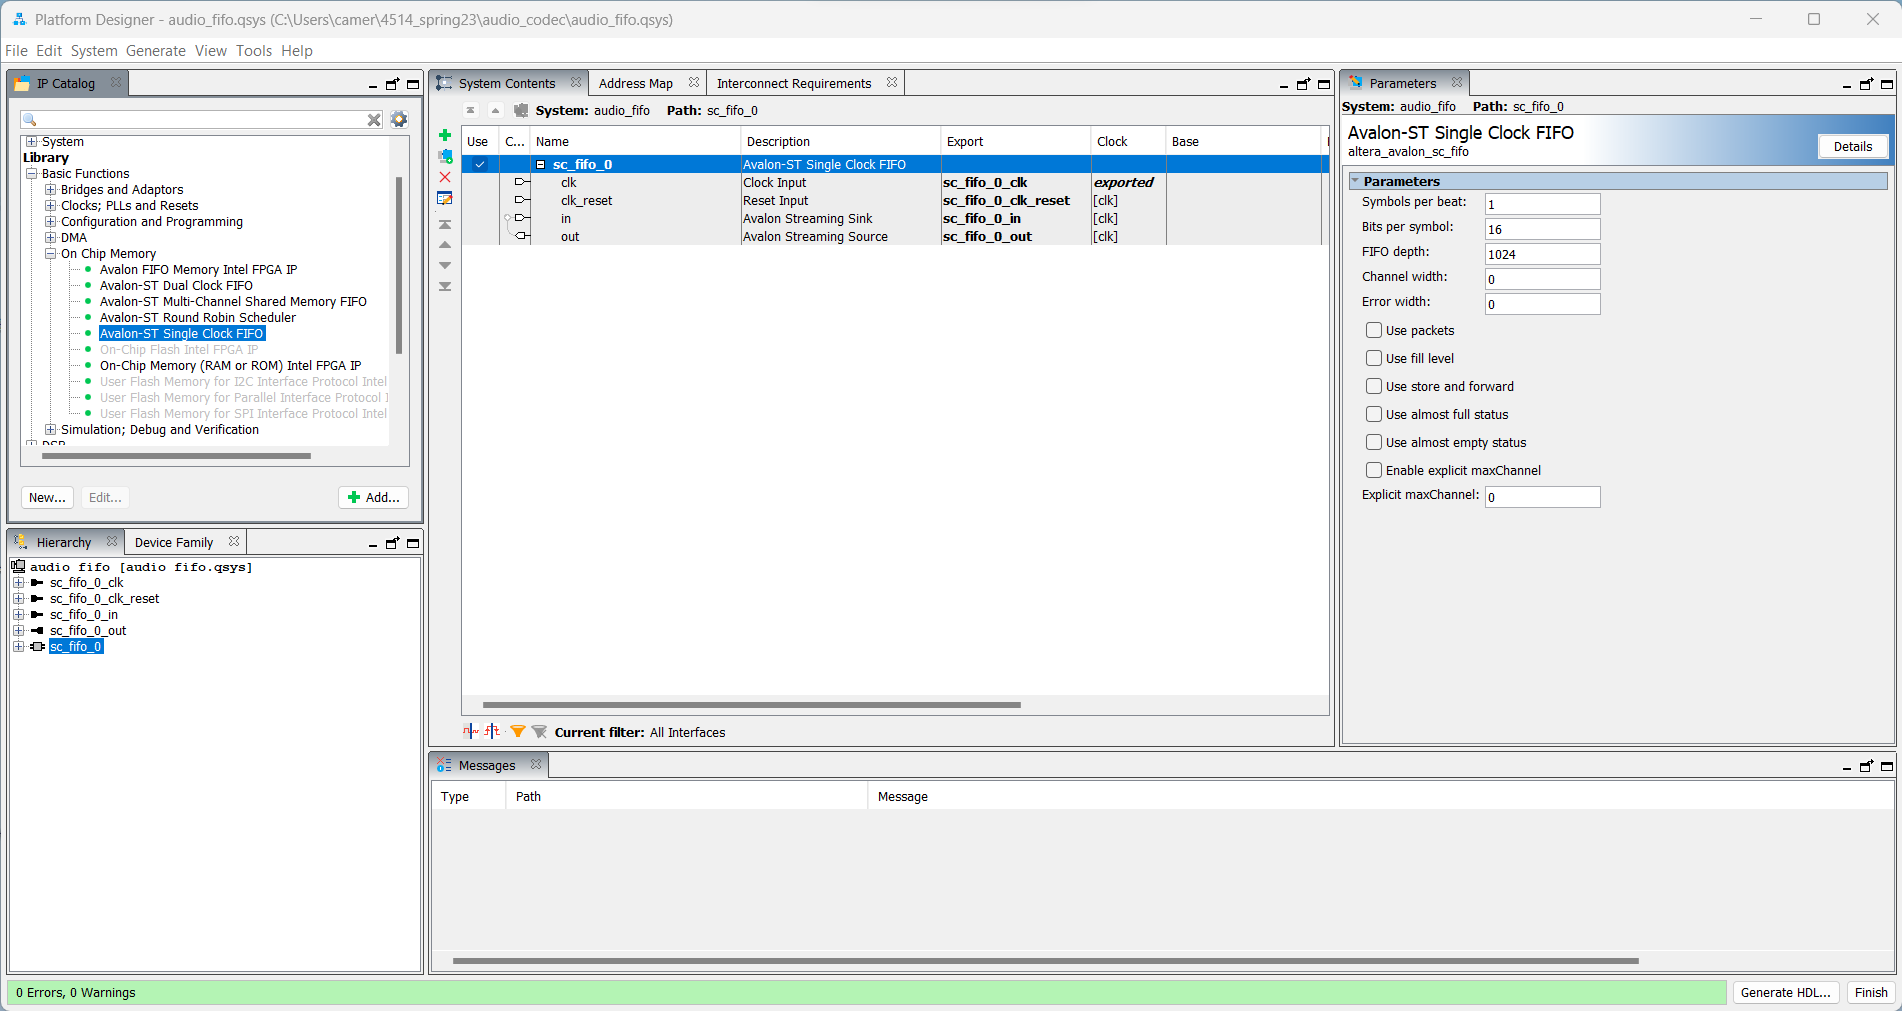 Platform Designer - audio_fifo.qsys (C:\Users\camer\4514_spring23\audio_codec\audio_fifo.qsys)
File Edit System Generate View Tools Help
IP Catalog
System
Library
Basic Functions
Bridges and Adaptors
Clocks; PLLs and Resets
Configuration and Programming
DMA
On Chip Memory
Avalon FIFO Memory Intel FPGA IP
Avalon-ST Dual Clock FIFO
Avalon-ST Multi-Channel Shared Memory FIFO
Avalon-ST Round Robin Scheduler
Avalon-ST Single Clock FIFO
On-Chip Flash Intel FPGA IP
On-Chip Memory (RAM or ROM) Intel FPGA IP
User Flash Memory for I2C Interface Protocol Intel
User Flash Memory for Parallel Interface Protocol I
User Flash Memory for SPI Interface Protocol Intel
Simulation; Debug and Verification
DSP
New... Edit... Add...
Hierarchy Device Family
audio fifo [audio fifo.qsys]
sc_fifo_0_clk
sc_fifo_0_clk_reset
sc_fifo_0_in
sc_fifo_0_out
sc_fifo_0
System Contents Address Map Interconnect Requirements
System: audio_fifo Path: sc_fifo_0
Use C... Name Description Export Clock Base
sc_fifo_0 Avalon-ST Single Clock FIFO
clk Clock Input sc_fifo_0_clk exported
clk_reset Reset Input sc_fifo_0_clk_reset [clk]
in Avalon Streaming Sink sc_fifo_0_in [clk]
out Avalon Streaming Source sc_fifo_0_out [clk]
Current filter: All Interfaces
Parameters
System: audio_fifo Path: sc_fifo_0
Avalon-ST Single Clock FIFO
altera_avalon_sc_fifo
Details
Parameters
Symbols per beat: 1
Bits per symbol: 16
FIFO depth: 1024
Channel width: 0
Error width: 0
Use packets
Use fill level
Use store and forward
Use almost full status
Use almost empty status
Enable explicit maxChannel
Explicit maxChannel: 0
Messages
Type Path Message
0 Errors, 0 Warnings
Generate HDL... Finish